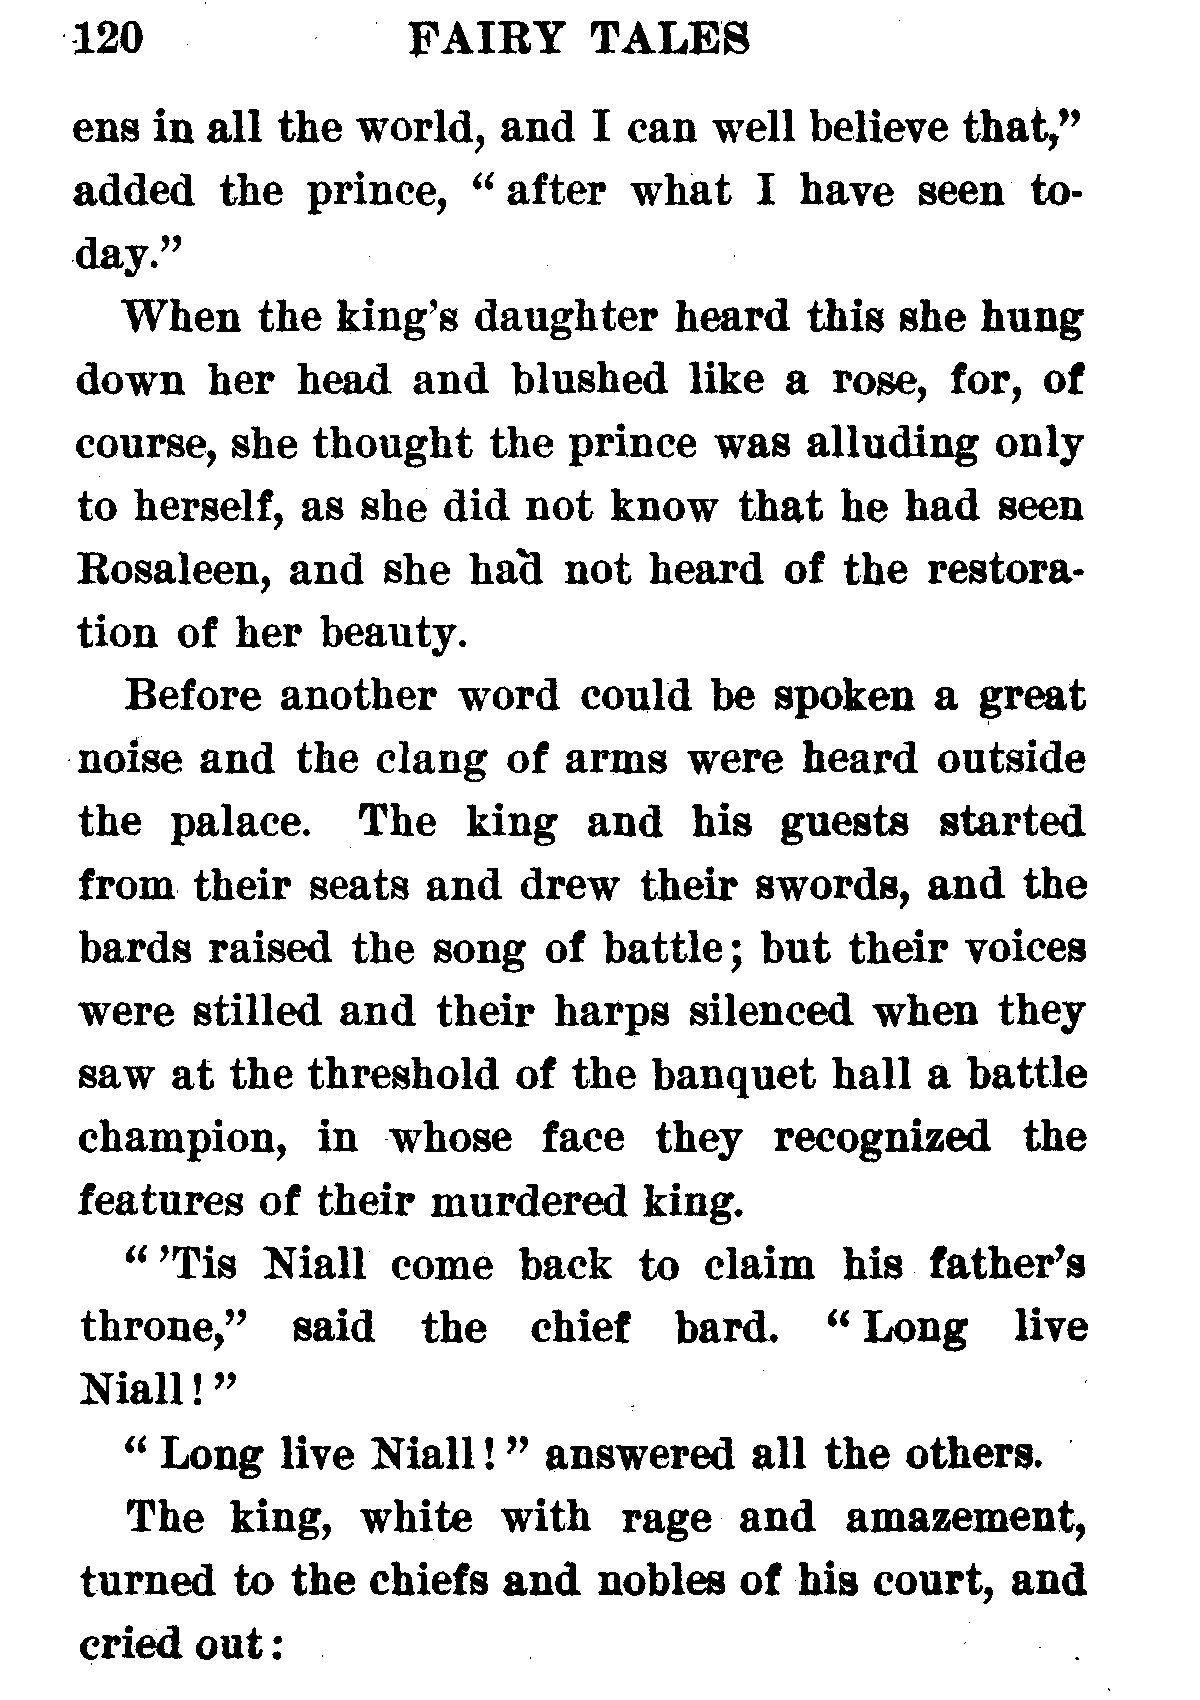 120 FAIRY TALES
ens in all the world, and I can well believe that,”
added the prince, “ after what I have seen to-
day.”
When the king’s daughter heard this she hung
down her head and blushed like a rose, for, of
course, she thought the prince was alluding only
to herself, as she did not know that he had seen
Rosaleen, and she had not heard of the restora-
tion of her beauty.
Before another word could be spoken a great
noise and the clang of arms were heard outside
the palace. The king and his guests started
from their seats and drew their swords, and the
bards raised the song of battle; but their voices
were stilled and their harps silenced when they
saw at the threshold of the banquet hall a battle
champion, in whose face they recognized the
features of their murdered king.
“ ’Tis Niall come back to claim his father’s
throne,” said the chief bard. “ Long live
Niall! ”
“ Long live Niall! ” answered all the others.
The king, white with rage and amazement,
turned to the chiefs and nobles of his court, and
cried out: